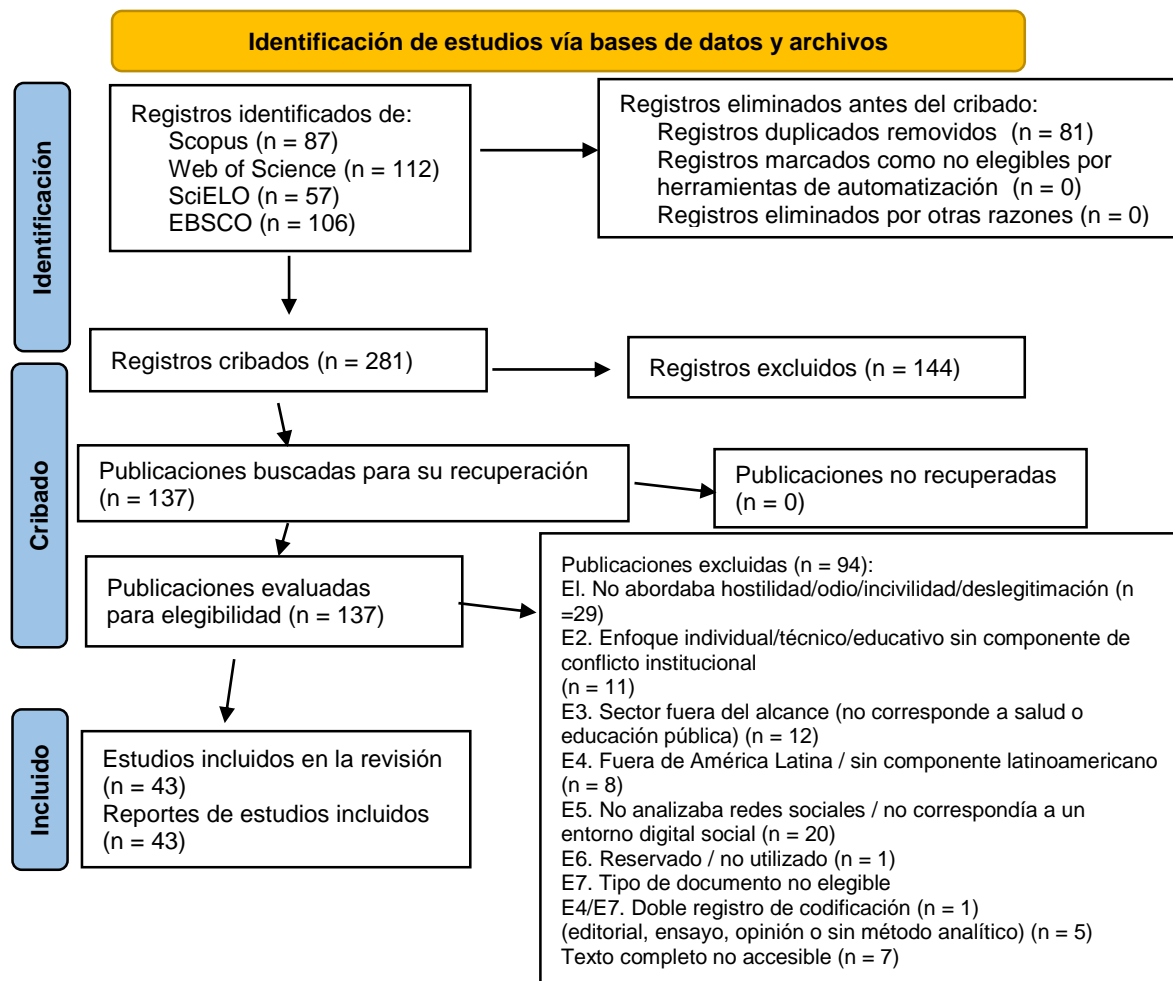 Identificación de estudios vía bases de datos y archivos
Identificación
Registros identificados de:
Scopus (n = 87)
Web of Science (n = 112)
SciELO (n = 57)
EBSCO (n = 106)
Registros eliminados antes del cribado:
Registros duplicados removidos (n = 81)
Registros marcados como no elegibles por
herramientas de automatización (n = 0)
Registros eliminados por otras razones (n = 0)
Cribado
Registros cribados (n = 281)
Registros excluidos (n = 144)
Publicaciones buscadas para su recuperación
(n = 137)
Publicaciones no recuperadas
(n = 0)
Publicaciones evaluadas
para elegibilidad (n = 137)
Publicaciones excluidas (n = 94):
El. No abordaba hostilidad/odio/incivilidad/deslegitimación (n
=29)
E2. Enfoque individual/técnico/educativo sin componente de
conflicto institucional
(n = 11)
E3. Sector fuera del alcance (no corresponde a salud o
educación pública) (n = 12)
E4. Fuera de América Latina / sin componente latinoamericano
(n = 8)
E5. No analizaba redes sociales / no correspondía a un
entorno digital social (n = 20)
E6. Reservado / no utilizado (n = 1)
E7. Tipo de documento no elegible
E4/E7. Doble registro de codificación (n = 1)
(editorial, ensayo, opinión o sin método analítico) (n = 5)
Texto completo no accesible (n = 7)
Incluido
Estudios incluidos en la revisión
(n = 43)
Reportes de estudios incluidos
(n = 43)